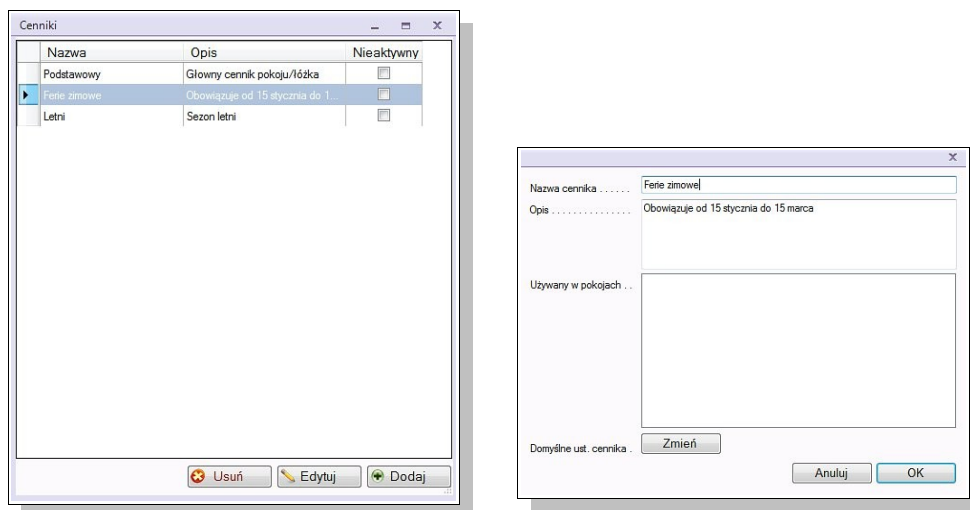 Cenniki
Nazwa Opis Nieaktywny
Podstawowy Głowny cennik pokoju/łóżka
Ferie zimowe Obowiązuje od 15 stycznia do 1...
Letni Sezon letni
Usuń Edytuj Dodaj
Nazwa cennika . . . . . . Ferie zimowe
Opis . . . . . . . . . . . . . . . Obowiązuje od 15 stycznia do 15 marca
Używany w pokojach . .
Domyślne ust. cennika . Zmień
Anuluj OK